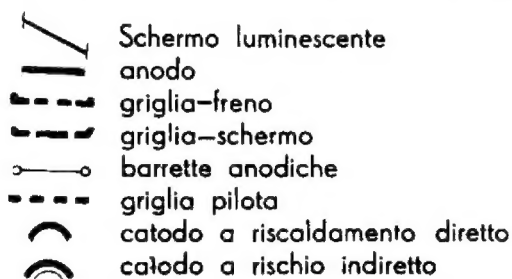 Schermo luminescente
anodo
griglia-freno
griglia-schermo
barrette anodiche
griglia pilota
catodo a riscaldamento diretto
catodo a rischio indiretto